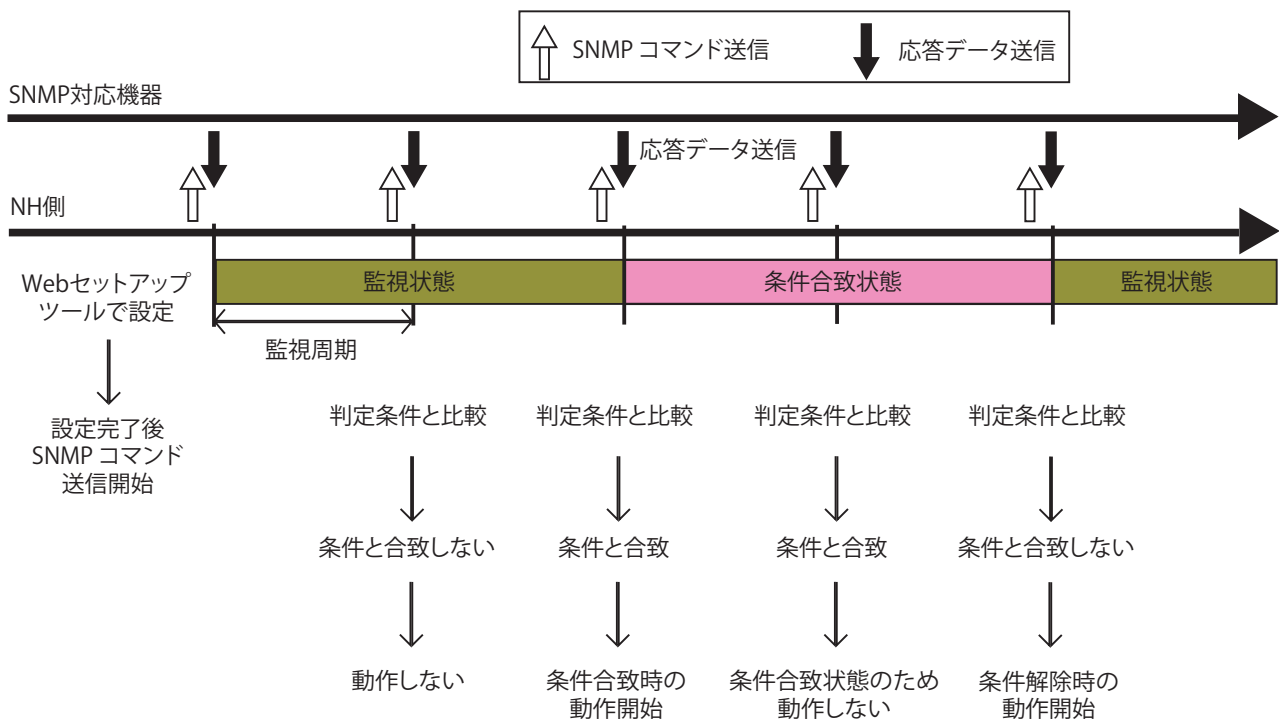 SNMP コマンド送信
応答データ送信
SNMP対応機器
応答データ送信
NH側
Webセットアップ
ツールで設定
監視状態
条件合致状態
監視状態
監視周期
設定完了後
SNMP コマンド
送信開始
判定条件と比較
判定条件と比較
判定条件と比較
判定条件と比較
条件と合致しない
条件と合致
条件と合致
条件と合致しない
動作しない
条件合致時の
動作開始
条件合致状態のため
動作しない
条件解除時の
動作開始